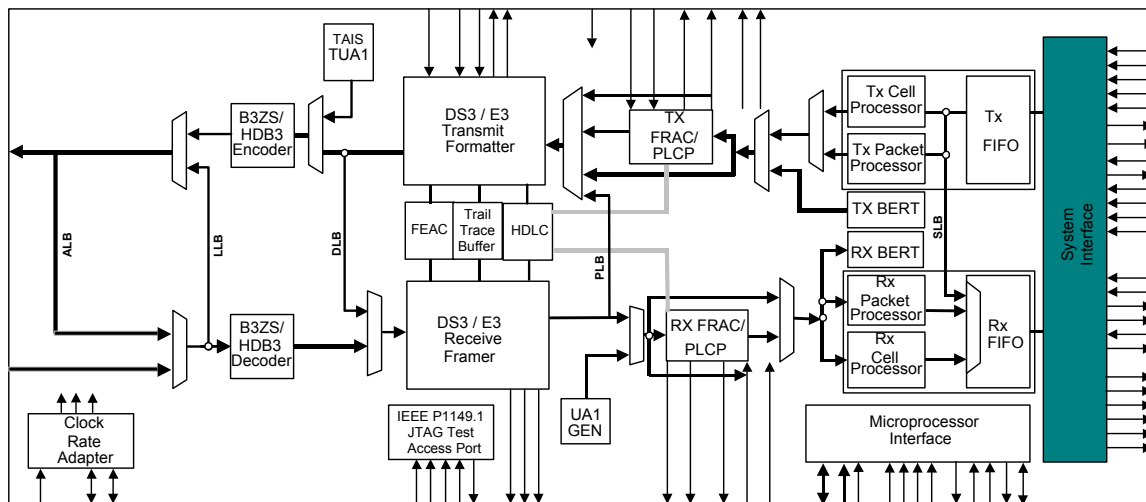 TAIS
TUA1
B3ZS/
HDB3
Encoder
DS3 / E3
Transmit
Formatter
TX
FRAC/
PLCP
Tx Cell
Processor
Tx Packet
Processor
Tx
FIFO
System
Interface
TX BERT
RX BERT
FEAC
Trail
Trace
Buffer
HDLC
ALB
LLB
DLB
PLB
SLB
B3ZS/
HDB3
Decoder
DS3 / E3
Receive
Framer
RX FRAC/
PLCP
Rx
Packet
Processor
Rx
Cell
Processor
Rx
FIFO
UA1
GEN
Clock
Rate
Adapter
IEEE P1149.1
JTAG Test
Access Port
Microprocessor
Interface